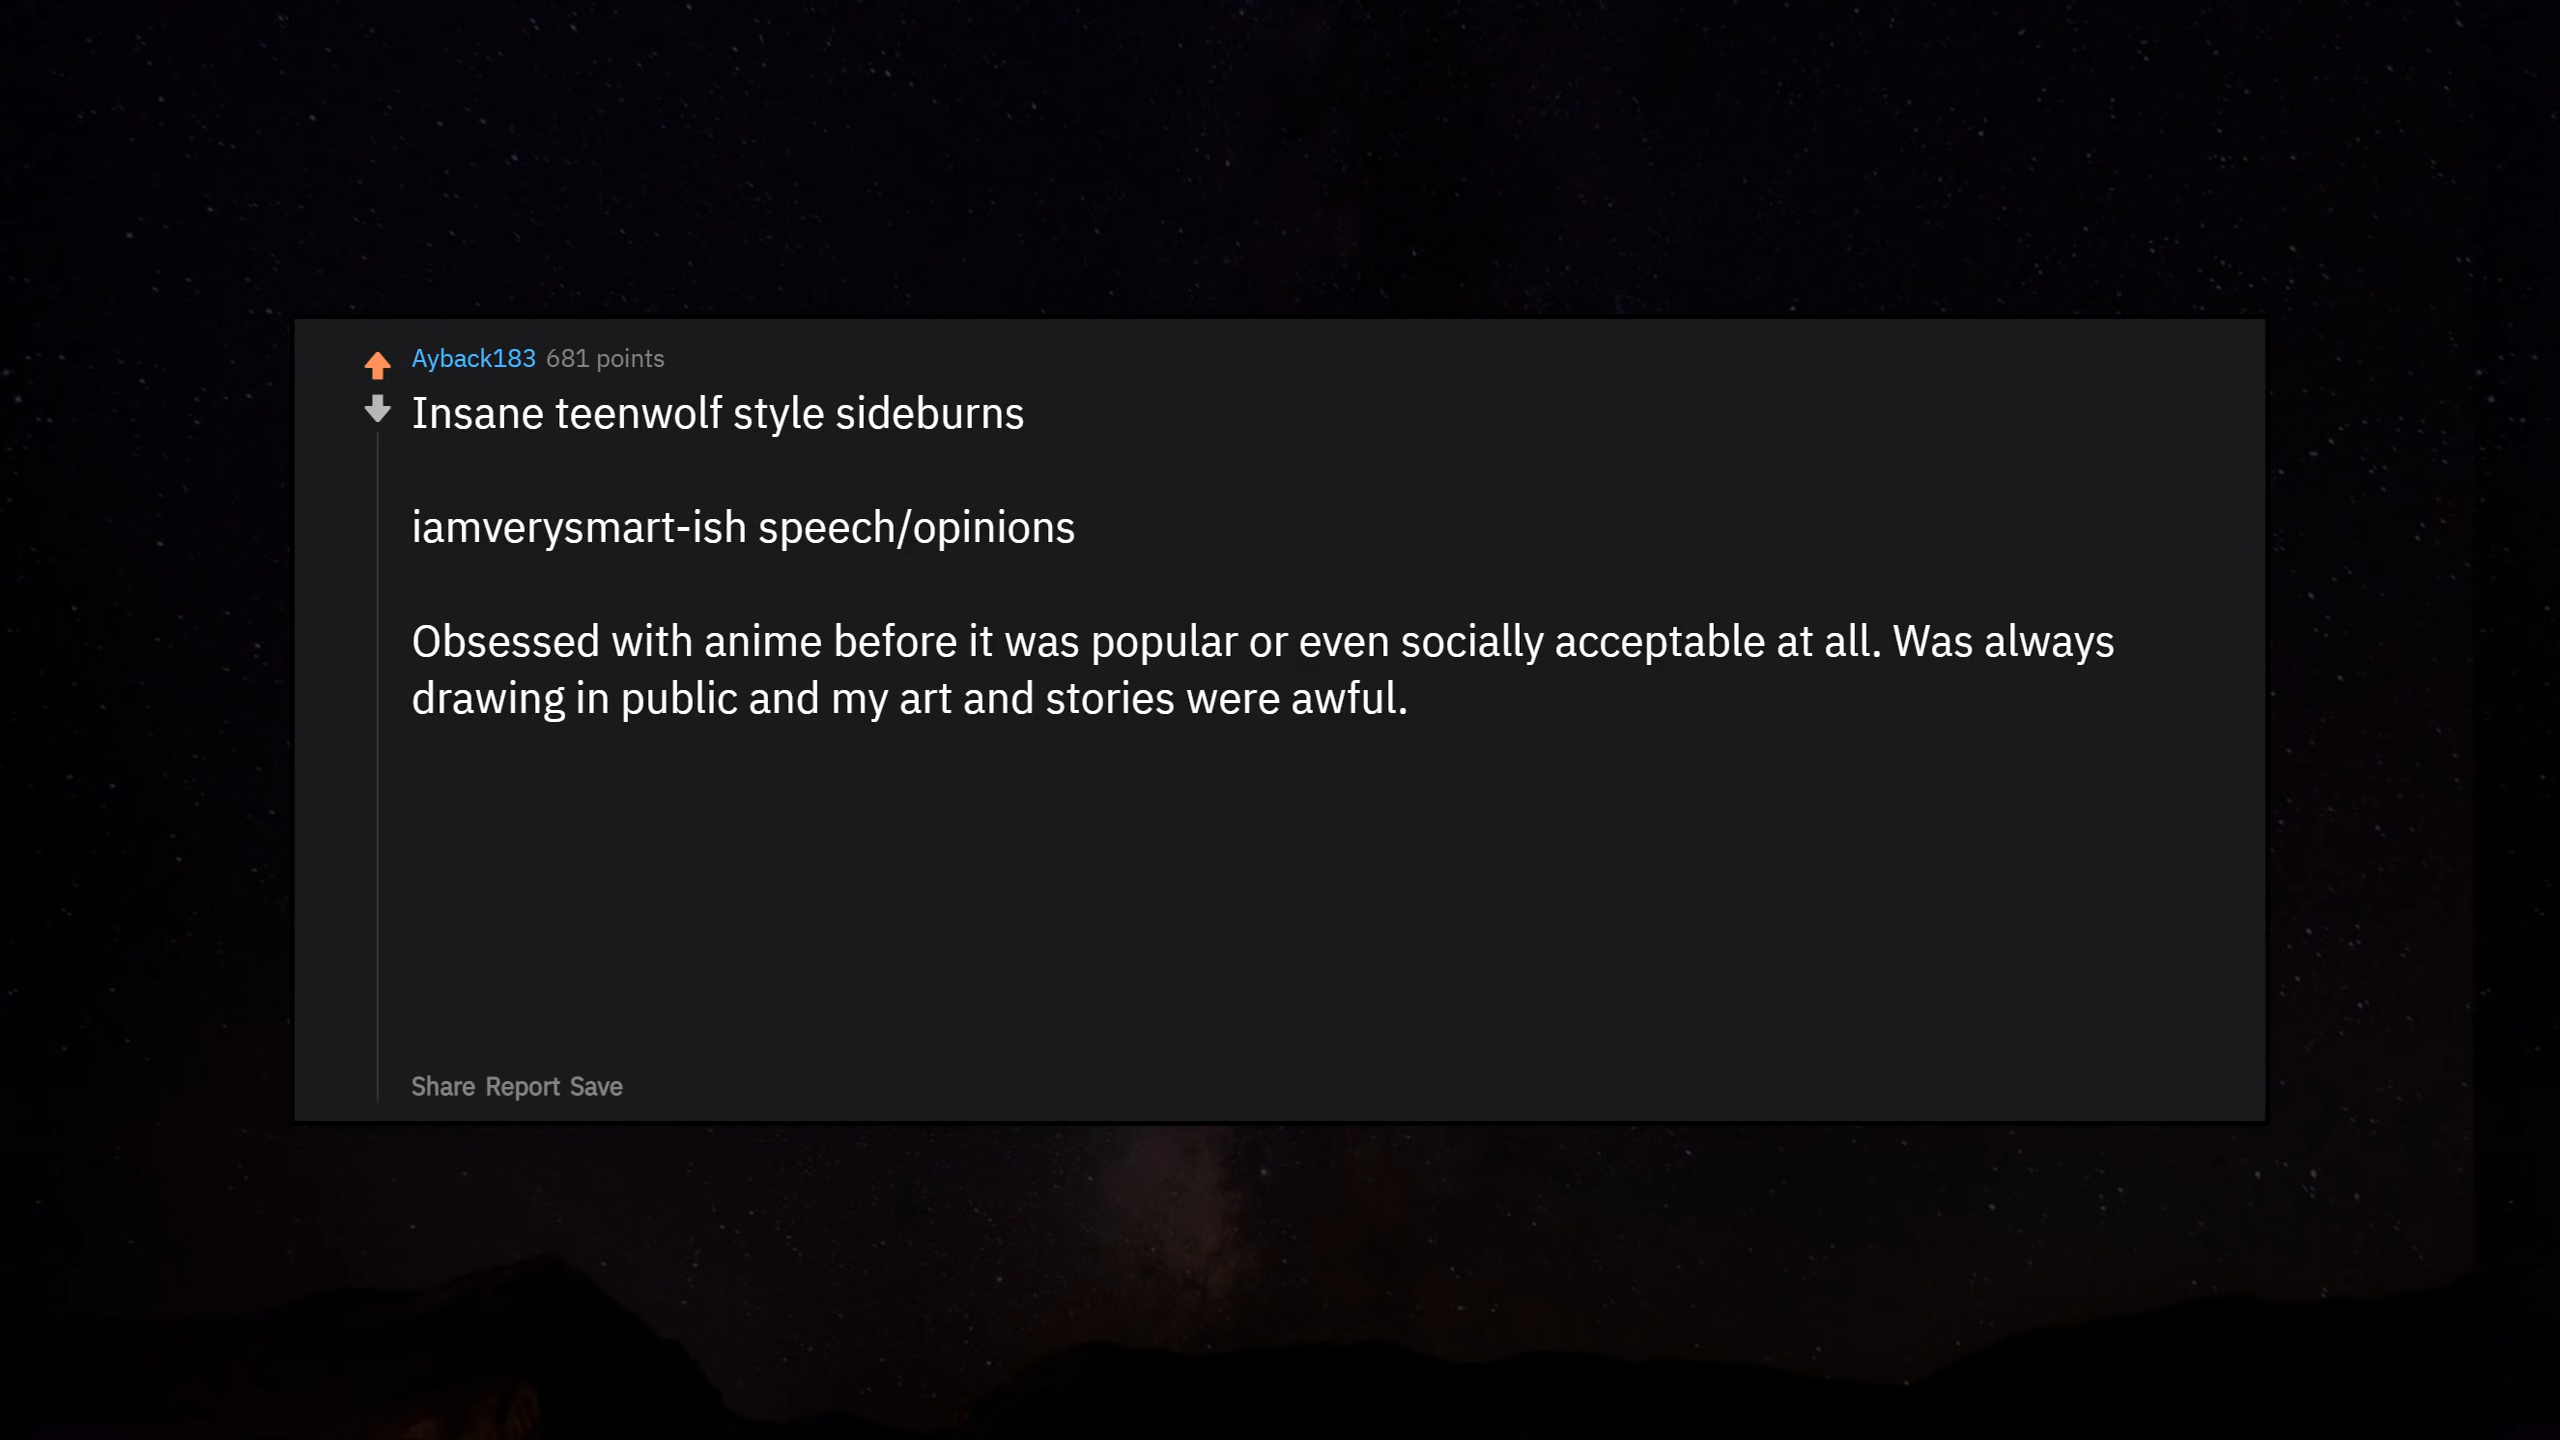 Ayback183 681 points
Insane teenwolf style sideburns
iamverysmart-ish speech/opinions
Obsessed with anime before it was popular or even socially acceptable at all. Was always
drawing in public and my art and stories were awful.
Share Report Save